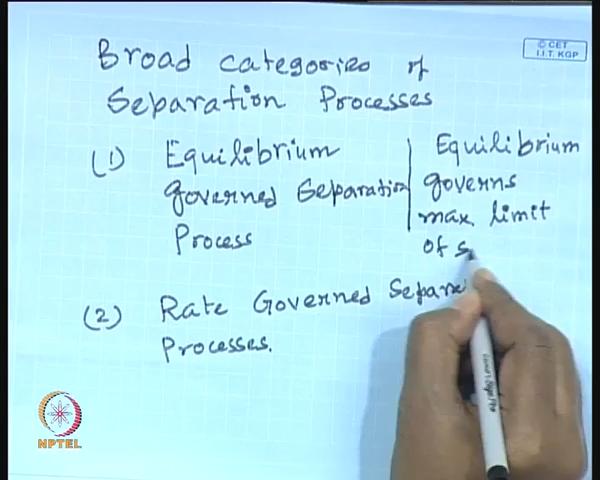 © CET
I.I.T. KGP
Broad categories of
Separation Processes
(1) Equilibrium
governed Separation
Process
Equilibrium
governs
max. limit
of s
(2) Rate Governed
Processes.
NPTEL